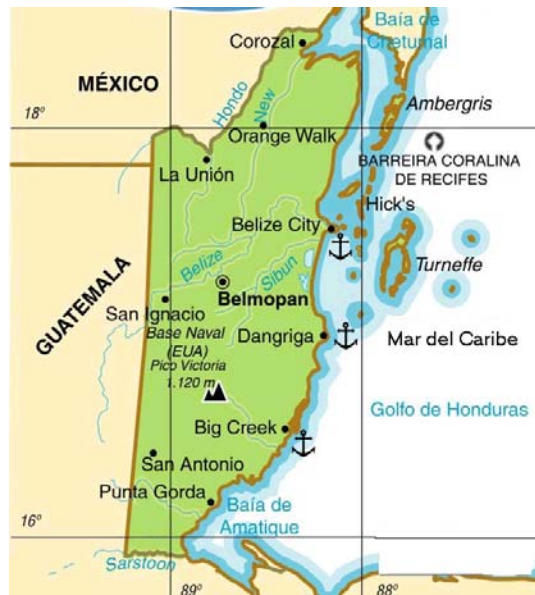 Baía de
Chetumal
Corozal
MÉXICO
Hondo
New
Ambergris
18°
Orange Walk
BARREIRA CORALINA
DE RECIFES
La Unión
Hick's
Belize City
GUATEMALA
Belize
Sibun
Turneffe
Belmopan
San Ignacio
Base Naval
(EUA)
Pico Victoria
1.120 m
Dangriga
Mar del Caribe
Golfo de Honduras
Big Creek
San Antonio
Punta Gorda
Baía de
Amatique
16°
Sarstoon
89°
88°